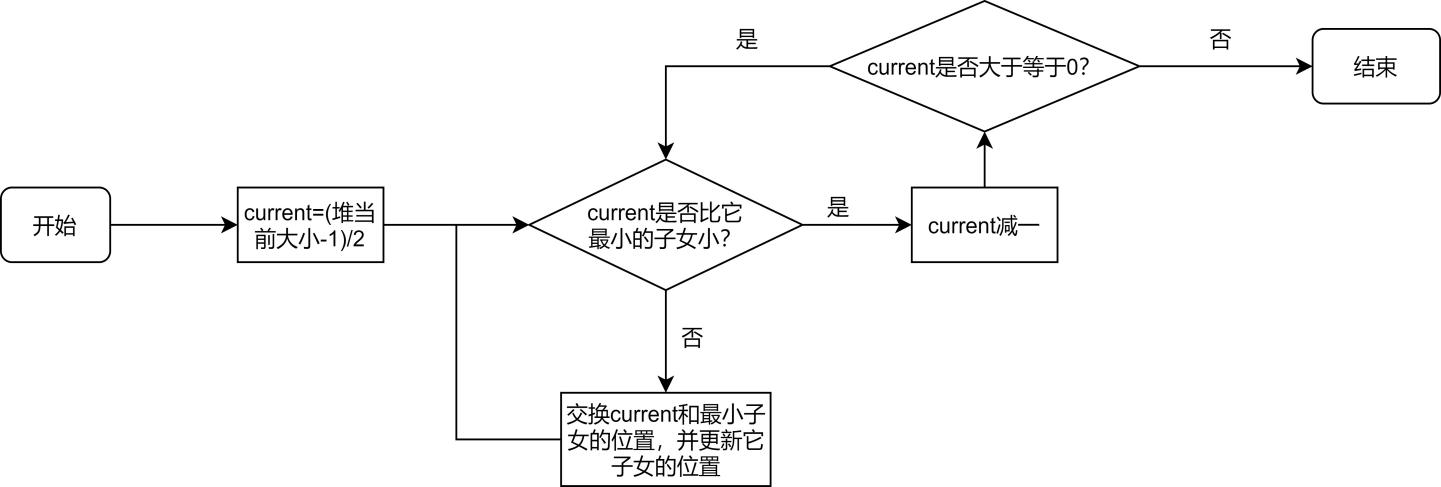 是
否
current是否大于等于0?
结束
开始
current=(堆当
前大小-1)/2
current是否比它
最小的子女小?
是
current减一
否
交换current和最小子
女的位置，并更新它
子女的位置